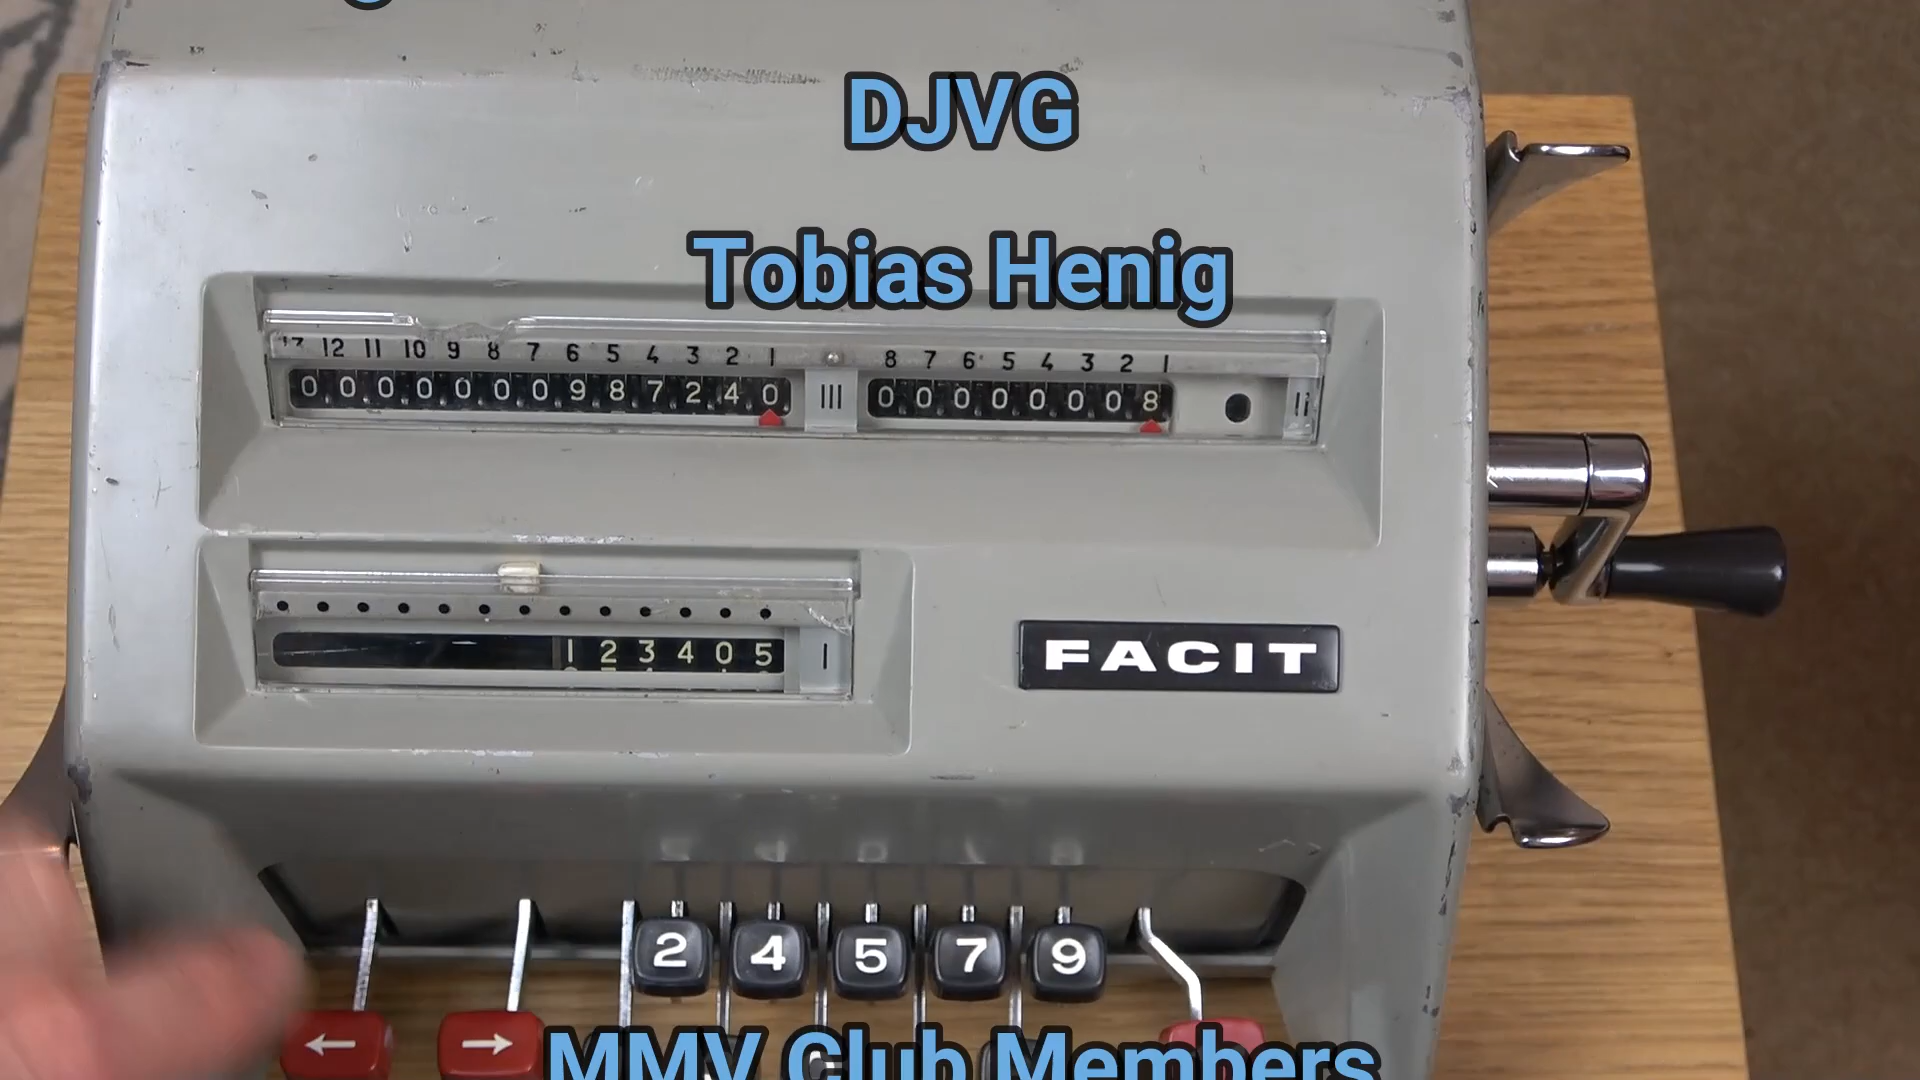 DJVG
Tobias Henig
13 12 11 10 9 8 7 6 5 4 3 2 1 8 7 6 5 4 3 2 1
0 0 0 0 0 0 0 9 8 7 2 4 0 III 0 0 0 0 0 0 0 8 II
1 2 3 4 0 5 I
FACIT
2 4 5 7 9
← →
MMV Club Members